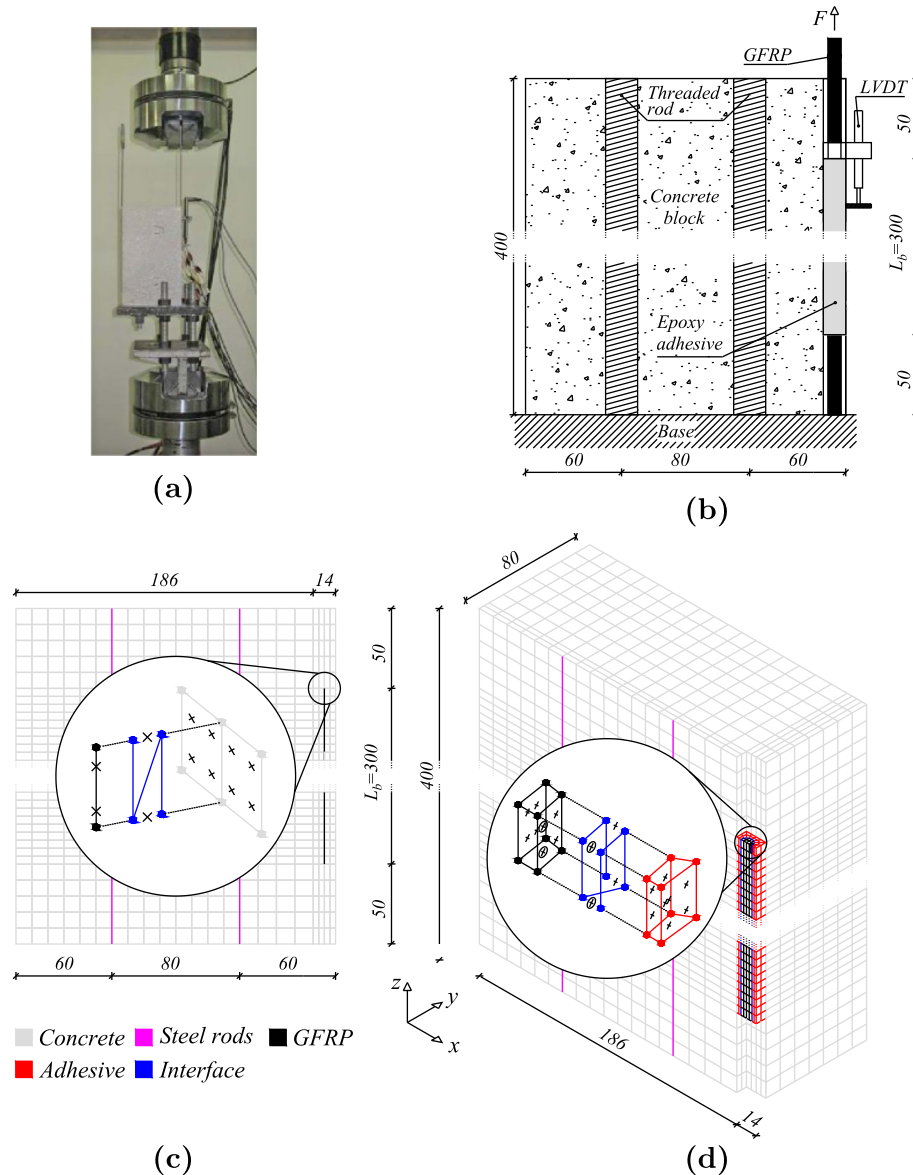 (a)
F
GFRP
LVDT
Threaded
rod
50
Concrete
block
400
L_b=300
Epoxy
adhesive
50
Base
60 80 60
(b)
186 14
50
L_b=300
400
50
60 80 60
80
z
y
x
186
14
Concrete Steel rods GFRP
Adhesive Interface
(c)
(d)